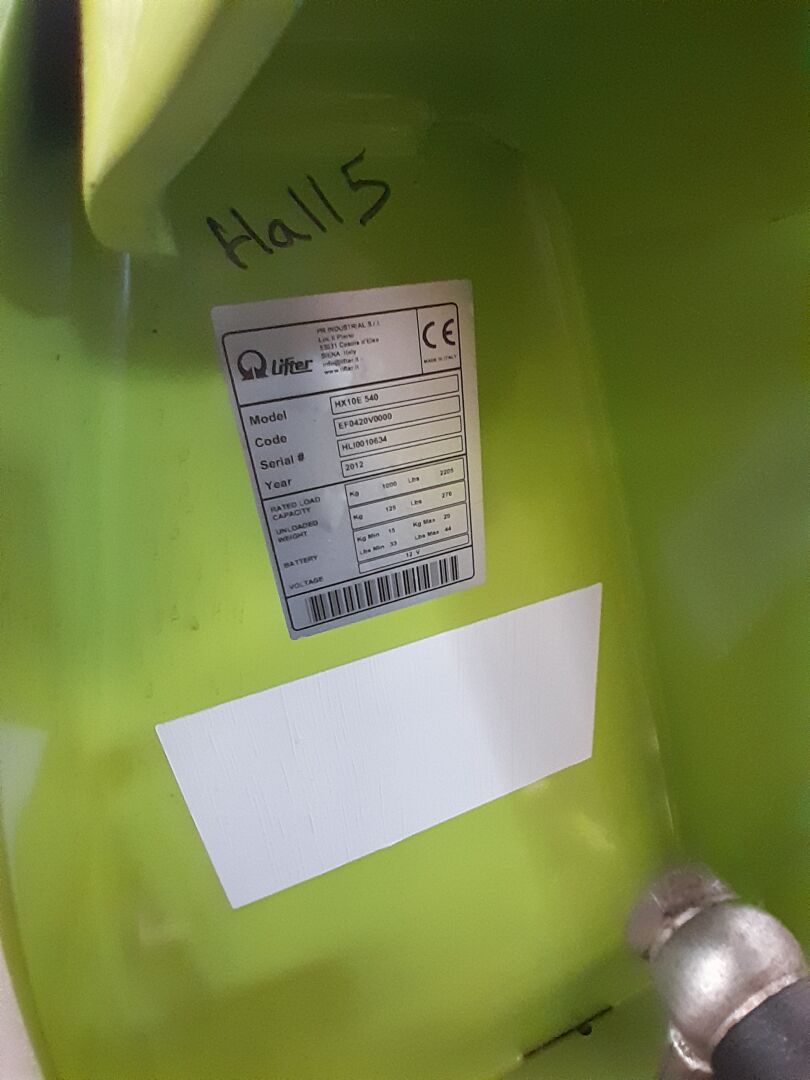 Hall 5
PR INDUSTRIAL S.r.l.
Loc.Il Piano
53031 Casole d'Elsa
SIENA Italy
info@lifter.it
www.lifter.it
Lifter
CE
MADE IN ITALY
Model HX10E 540
Code EF0420V0000
Serial # HLI0010634
Year 2012
RATED LOAD CAPACITY Kg 1000 Lbs 2205
UNLOADED WEIGHT Kg 125 Lbs 276
BATTERY Kg Min 15 Kg Max 20
Lbs Min 33 Lbs Max 44
VOLTAGE 12 V